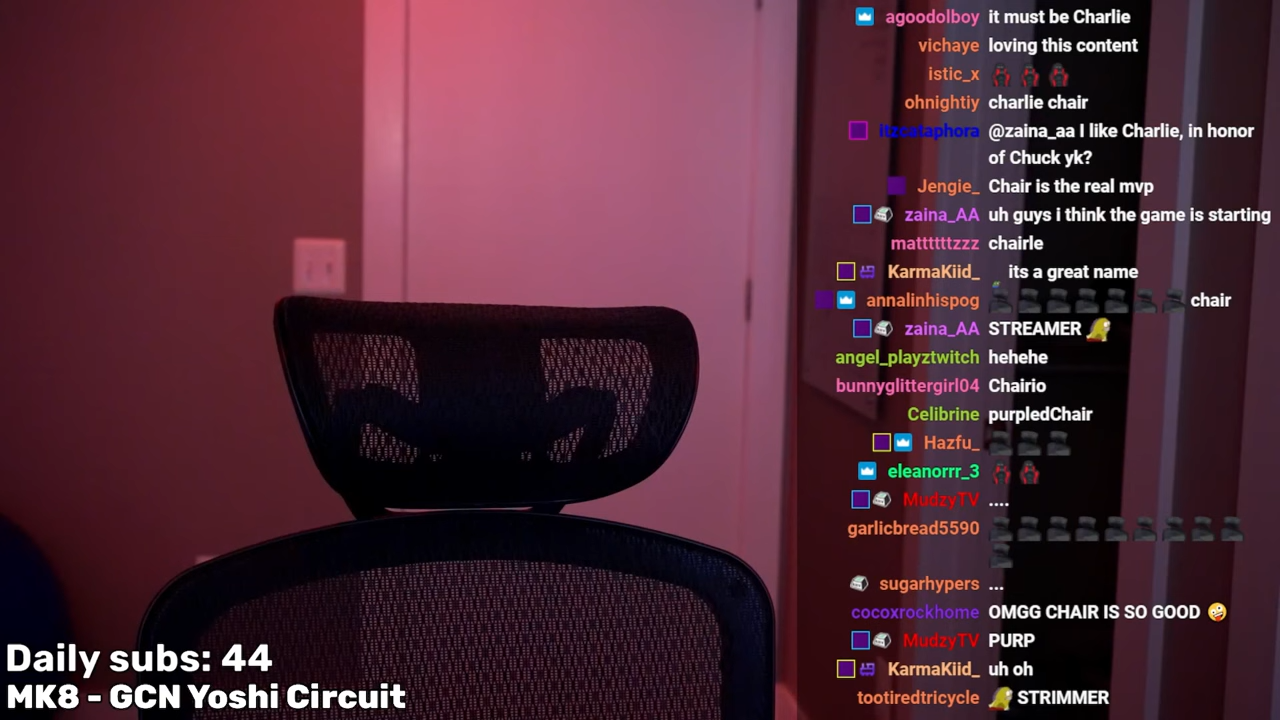 agoodolboy it must be Charlie
vichaye loving this content
istic_x
ohnightiy charlie chair
itzcataphora @zaina_aa I like Charlie, in honor
of Chuck yk?
Jengie_ Chair is the real mvp
zaina_AA uh guys i think the game is starting
mattttttzzz chairle
KarmaKiid_ its a great name
annalinhispog chair
zaina_AA STREAMER
angel_playztwitch hehehe
bunnyglittergirl04 Chairio
Celibrine purpledChair
Hazfu_
eleanorrr_3
MudzyTV ....
garlicbread5590
sugarhypers ...
cocoxrockhome OMGG CHAIR IS SO GOOD 🤪
MudzyTV PURP
KarmaKiid_ uh oh
tootiredtricycle STRIMMER
Daily subs: 44
MK8 - GCN Yoshi Circuit